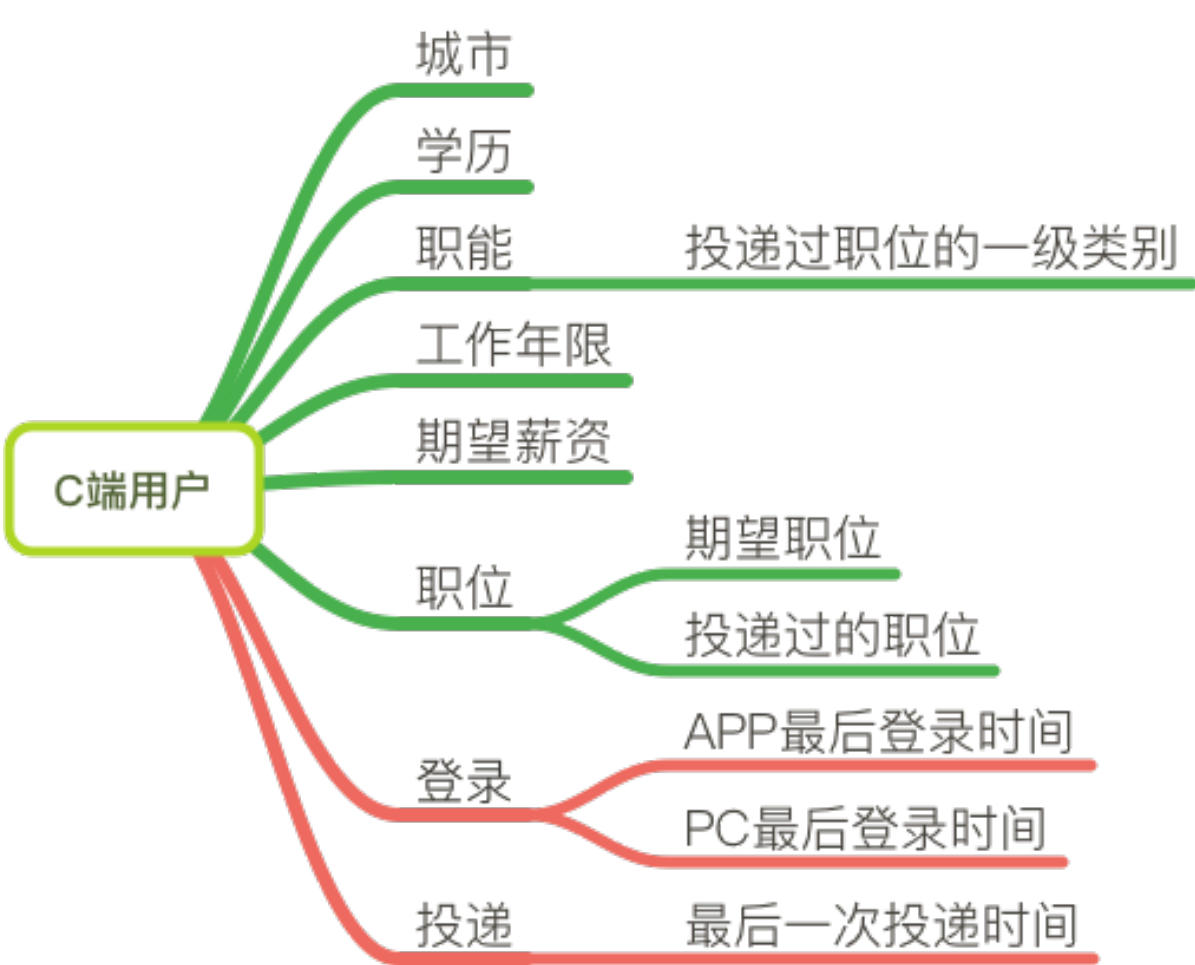 城市
学历
职能
投递过职位的一级类别
工作年限
期望薪资
C端用户
职位
期望职位
投递过的职位
登录
APP最后登录时间
PC最后登录时间
投递
最后一次投递时间